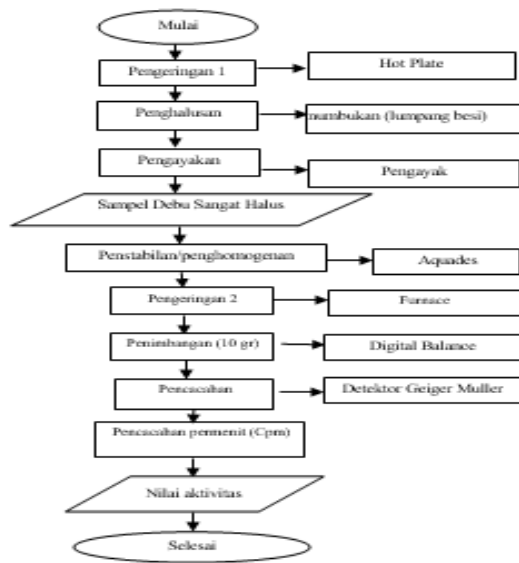 Mulai
Pengeringan 1
Hot Plate
Penghalusan
numbukan (lumpang besi)
Pengayakan
Pengayak
Sampel Debu Sangat Halus
Penstabilan/penghomogenan
Aquades
Pengeringan 2
Furnace
Penimbangan (10 gr)
Digital Balance
Pencacahan
Detektor Geiger Muller
Pencacahan permenit (Cpm)
Nilai aktivitas
Selesai